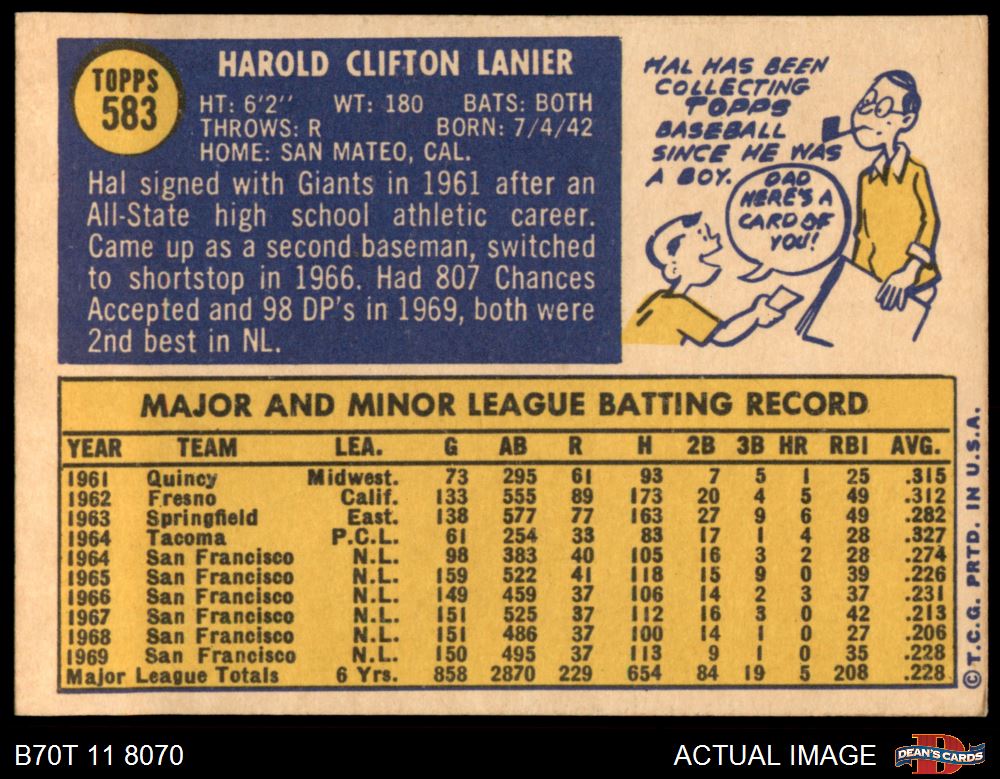 TOPPS
583
HAROLD CLIFTON LANIER
HT: 6'2" WT: 180 BATS: BOTH
THROWS: R BORN: 7/4/42
HOME: SAN MATEO, CAL.
Hal signed with Giants in 1961 after an
All-State high school athletic career.
Came up as a second baseman, switched
to shortstop in 1966. Had 807 Chances
Accepted and 98 DP's in 1969, both were
2nd best in NL.
HAL HAS BEEN
COLLECTING
TOPPS
BASEBALL
SINCE HE WAS
A BOY.
DAD
HERE'S A
CARD OF
YOU!
MAJOR AND MINOR LEAGUE BATTING RECORD
YEAR TEAM LEA. G AB R H 2B 3B HR RBI AVG.
1961 Quincy Midwest. 73 295 61 93 7 5 1 25 .315
1962 Fresno Calif. 133 555 89 173 20 4 5 49 .312
1963 Springfield East. 138 577 77 163 27 9 6 49 .282
1964 Tacoma P.C.L. 61 254 33 83 17 1 4 28 .327
1964 San Francisco N.L. 98 383 40 105 16 3 2 28 .274
1965 San Francisco N.L. 159 522 41 118 15 9 0 39 .226
1966 San Francisco N.L. 149 459 37 106 14 2 3 37 .231
1967 San Francisco N.L. 151 525 37 112 16 3 0 42 .213
1968 San Francisco N.L. 151 486 37 100 14 1 0 27 .206
1969 San Francisco N.L. 150 495 37 113 9 1 0 35 .228
Major League Totals 6 Yrs. 858 2870 229 654 84 19 5 208 .228
©T.C.G. PRTD. IN U.S.A.
B70T 11 8070
ACTUAL IMAGE
D
DEAN'S CARDS